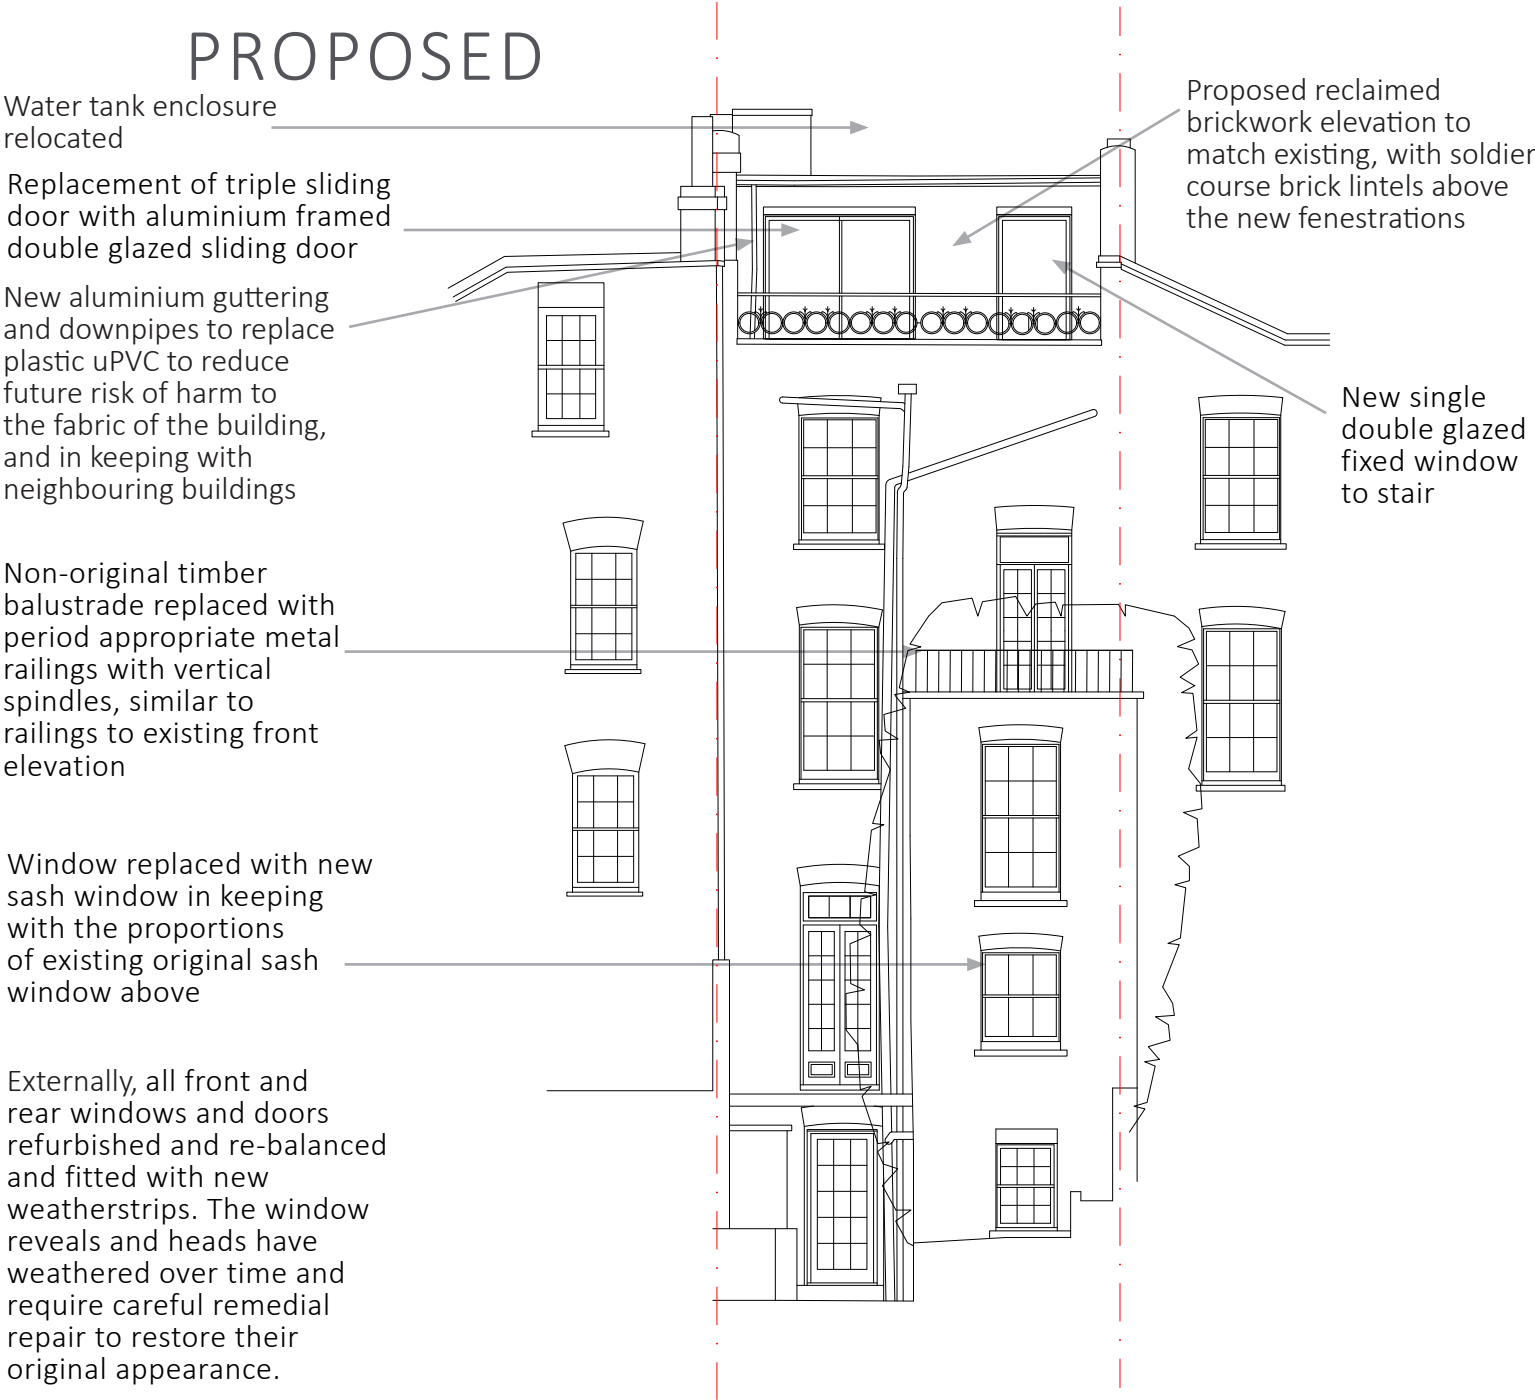 PROPOSED
Water tank enclosure
relocated
Replacement of triple sliding
door with aluminium framed
double glazed sliding door
New aluminium guttering
and downpipes to replace
plastic uPVC to reduce
future risk of harm to
the fabric of the building,
and in keeping with
neighbouring buildings
Non-original timber
balustrade replaced with
period appropriate metal
railings with vertical
spindles, similar to
railings to existing front
elevation
Window replaced with new
sash window in keeping
with the proportions
of existing original sash
window above
Externally, all front and
rear windows and doors
refurbished and re-balanced
and fitted with new
weatherstrips. The window
reveals and heads have
weathered over time and
require careful remedial
repair to restore their
original appearance.
Proposed reclaimed
brickwork elevation to
match existing, with soldier
course brick lintels above
the new fenestrations
New single
double glazed
fixed window
to stair